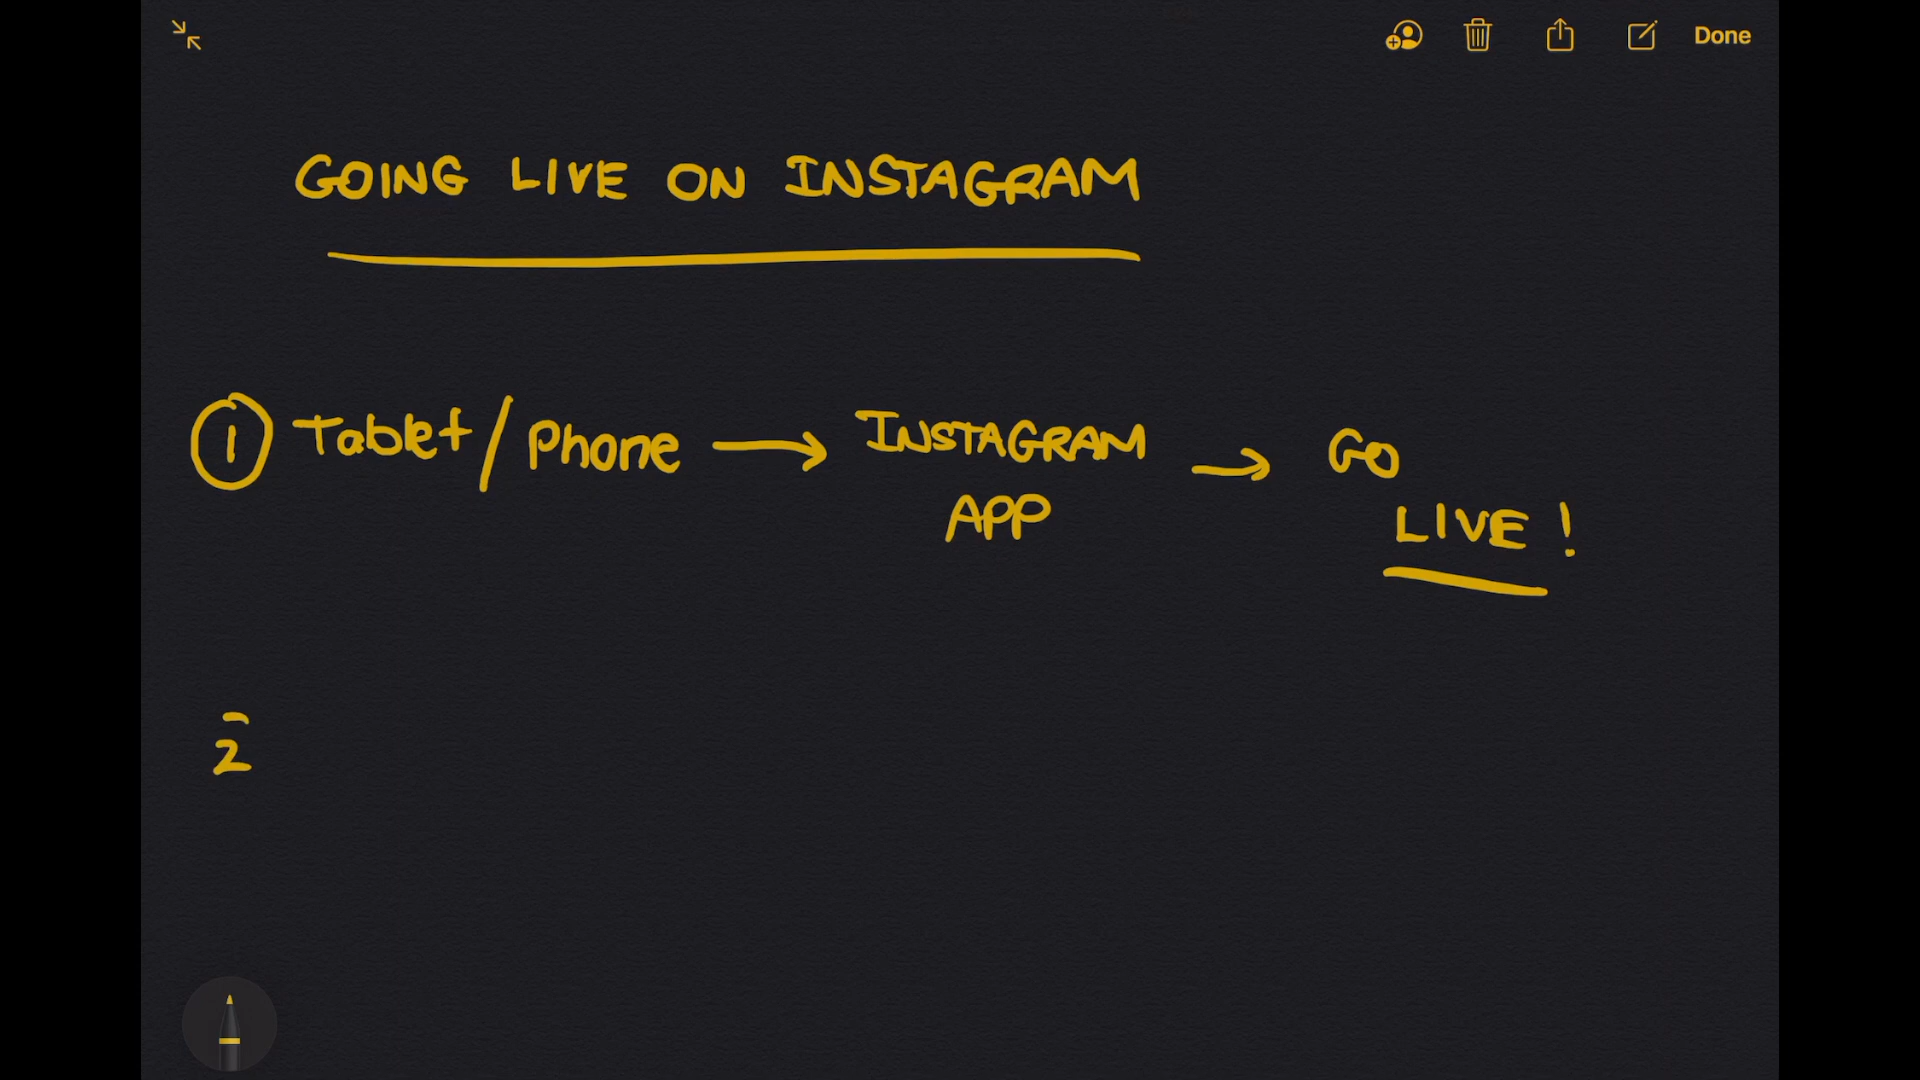 Done
GOING LIVE ON INSTAGRAM
1 Tablet/Phone → INSTAGRAM APP → GO LIVE!
2